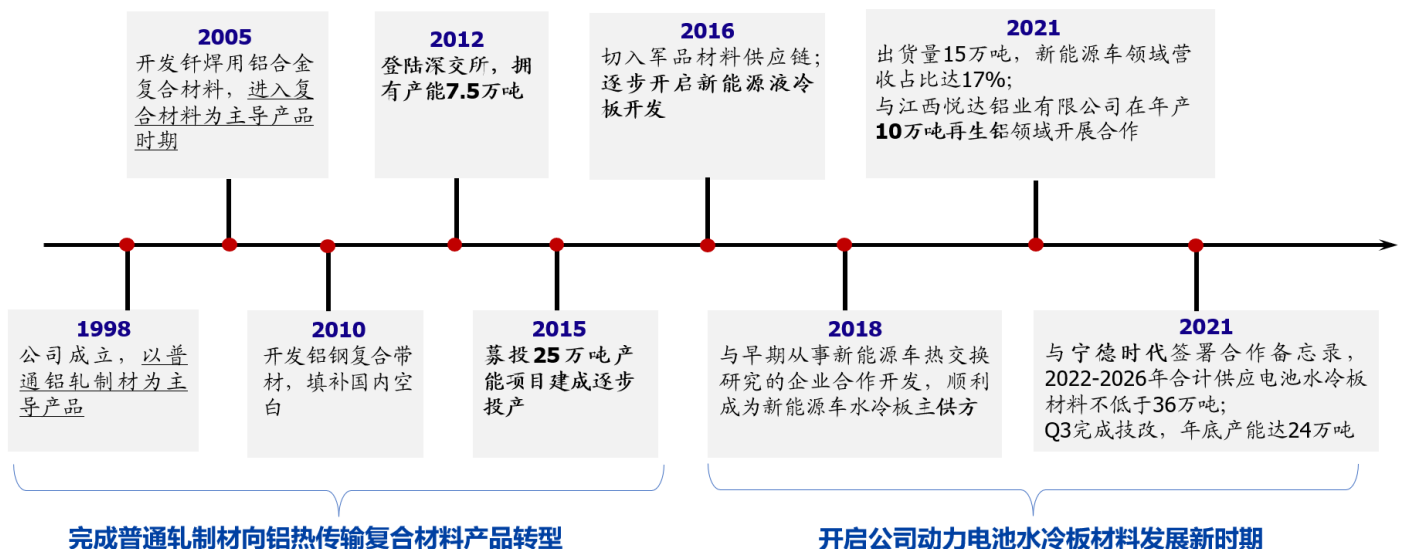 2005
开发钎焊用铝合金
复合材料，进入复
合材料为主导产品
时期
2012
登陆深交所，拥
有产能7.5万吨
2016
切入军品材料供应链；
逐步开启新能源液冷
板开发
2021
出货量15万吨，新能源车领域营
收占比达17%；
与江西悦达铝业有限公司在年产
10万吨再生铝领域开展合作
1998
公司成立，以普
通铝轧制材为主
导产品
2010
开发铝钢复合带
材，填补国内空
白
2015
募投25万吨产
能项目建成逐步
投产
2018
与早期从事新能源车热交换
研究的企业合作开发，顺利
成为新能源车水冷板主供方
2021
与宁德时代签署合作备忘录，
2022-2026年合计供应电池水冷板
材料不低于36万吨；
Q3完成技改，年底产能达24万吨
完成普通轧制材向铝热传输复合材料产品转型
开启公司动力电池水冷板材料发展新时期